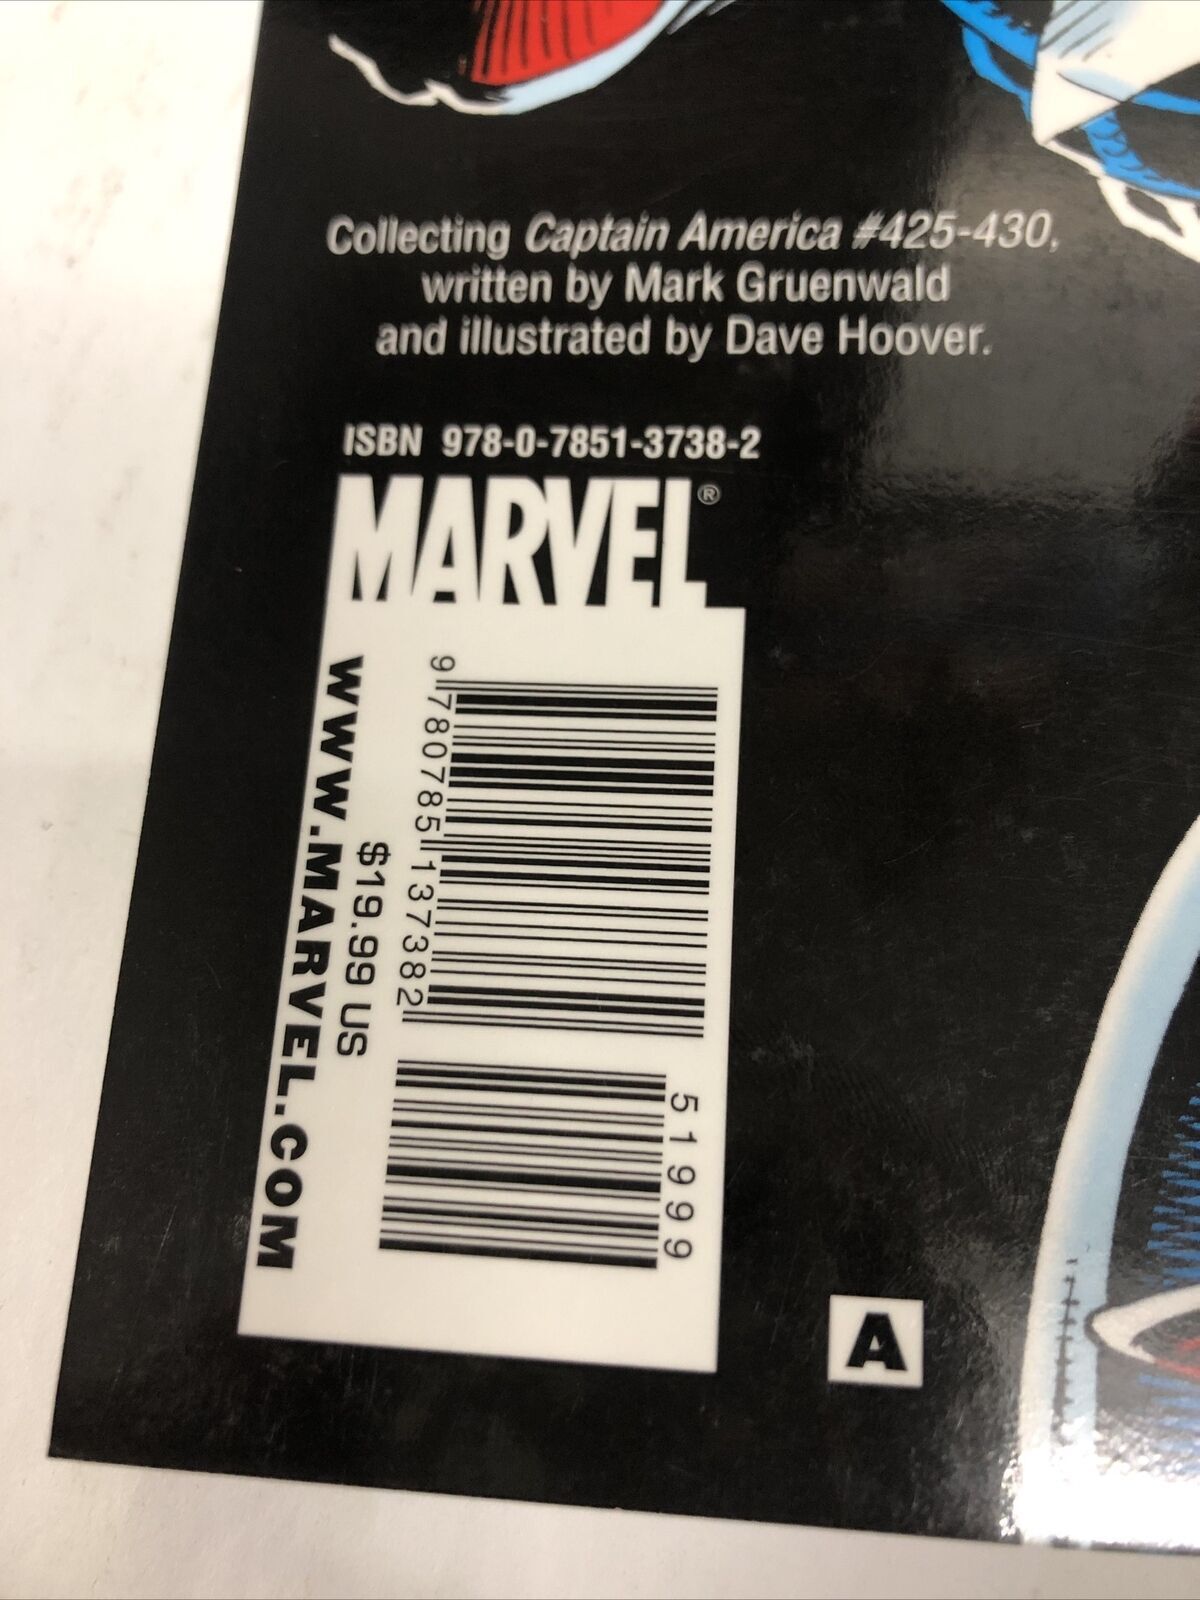 Collecting Captain America #425-430,
written by Mark Gruenwald
and illustrated by Dave Hoover.
ISBN 978-0-7851-3738-2
MARVEL®
9 780785 137382
51999
$19.99 US
WWW.MARVEL.COM
A